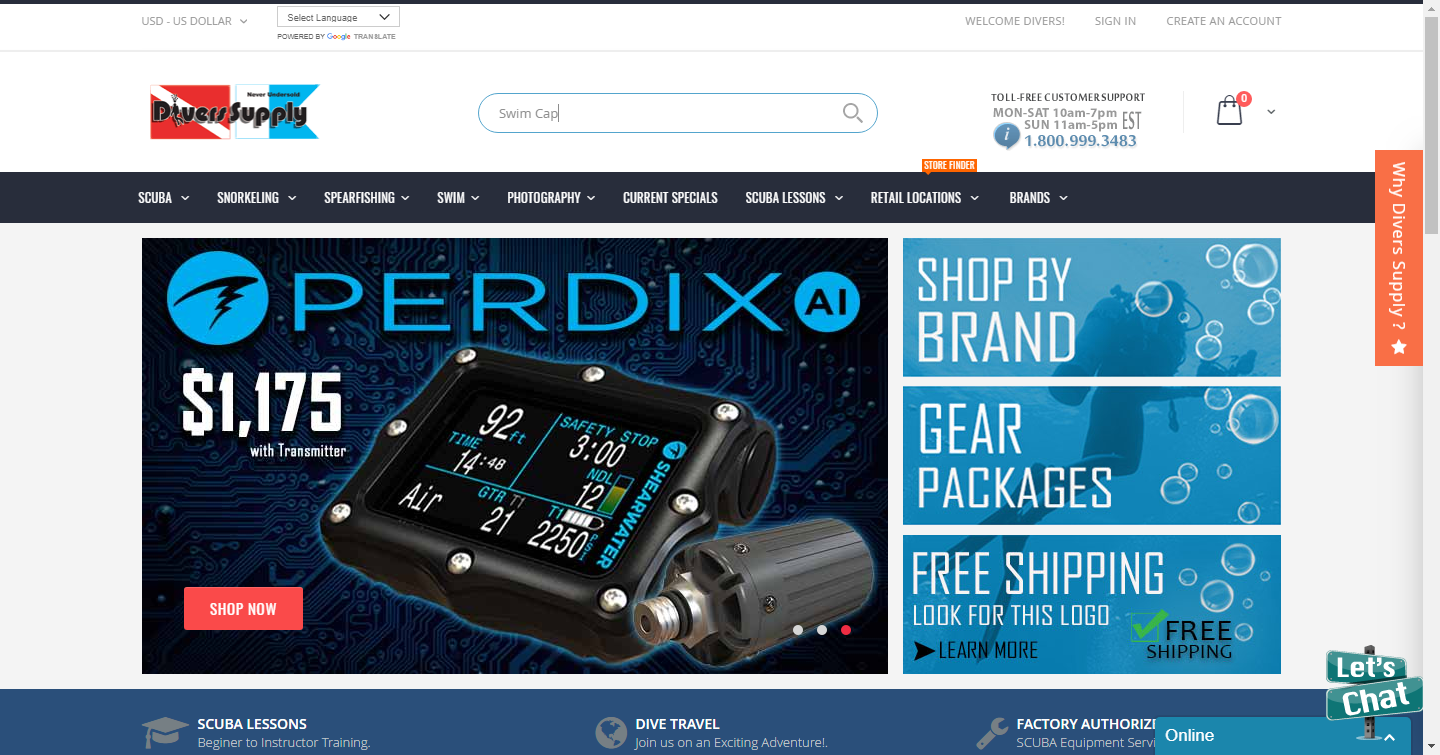 USD - US DOLLAR
Select Language
POWERED BY Google TRANSLATE
WELCOME DIVERS!
SIGN IN
CREATE AN ACCOUNT
Never Undersold
Divers Supply
Swim Cap
TOLL-FREE CUSTOMER SUPPORT
MON-SAT 10am-7pm
SUN 11am-5pm
EST
i
1.800.999.3483
0
STORE FINDER
SCUBA
SNORKELING
SPEARFISHING
SWIM
PHOTOGRAPHY
CURRENT SPECIALS
SCUBA LESSONS
RETAIL LOCATIONS
BRANDS
Why Divers Supply ?
PERDIX AI
$1,175
with Transmitter
92 ft
SAFETY STOP
3:00
TIME
14:48
NDL
12
Air
GTR T1
21
T1
2250 PSI
SHEARWATER
SHOP NOW
SHOP BY
BRAND
GEAR
PACKAGES
FREE SHIPPING
LOOK FOR THIS LOGO
LEARN MORE
FREE
SHIPPING
Let's
Chat
SCUBA LESSONS
Beginer to Instructor Training.
DIVE TRAVEL
Join us on an Exciting Adventure!.
FACTORY AUTHORIZE
SCUBA Equipment Servi
Online